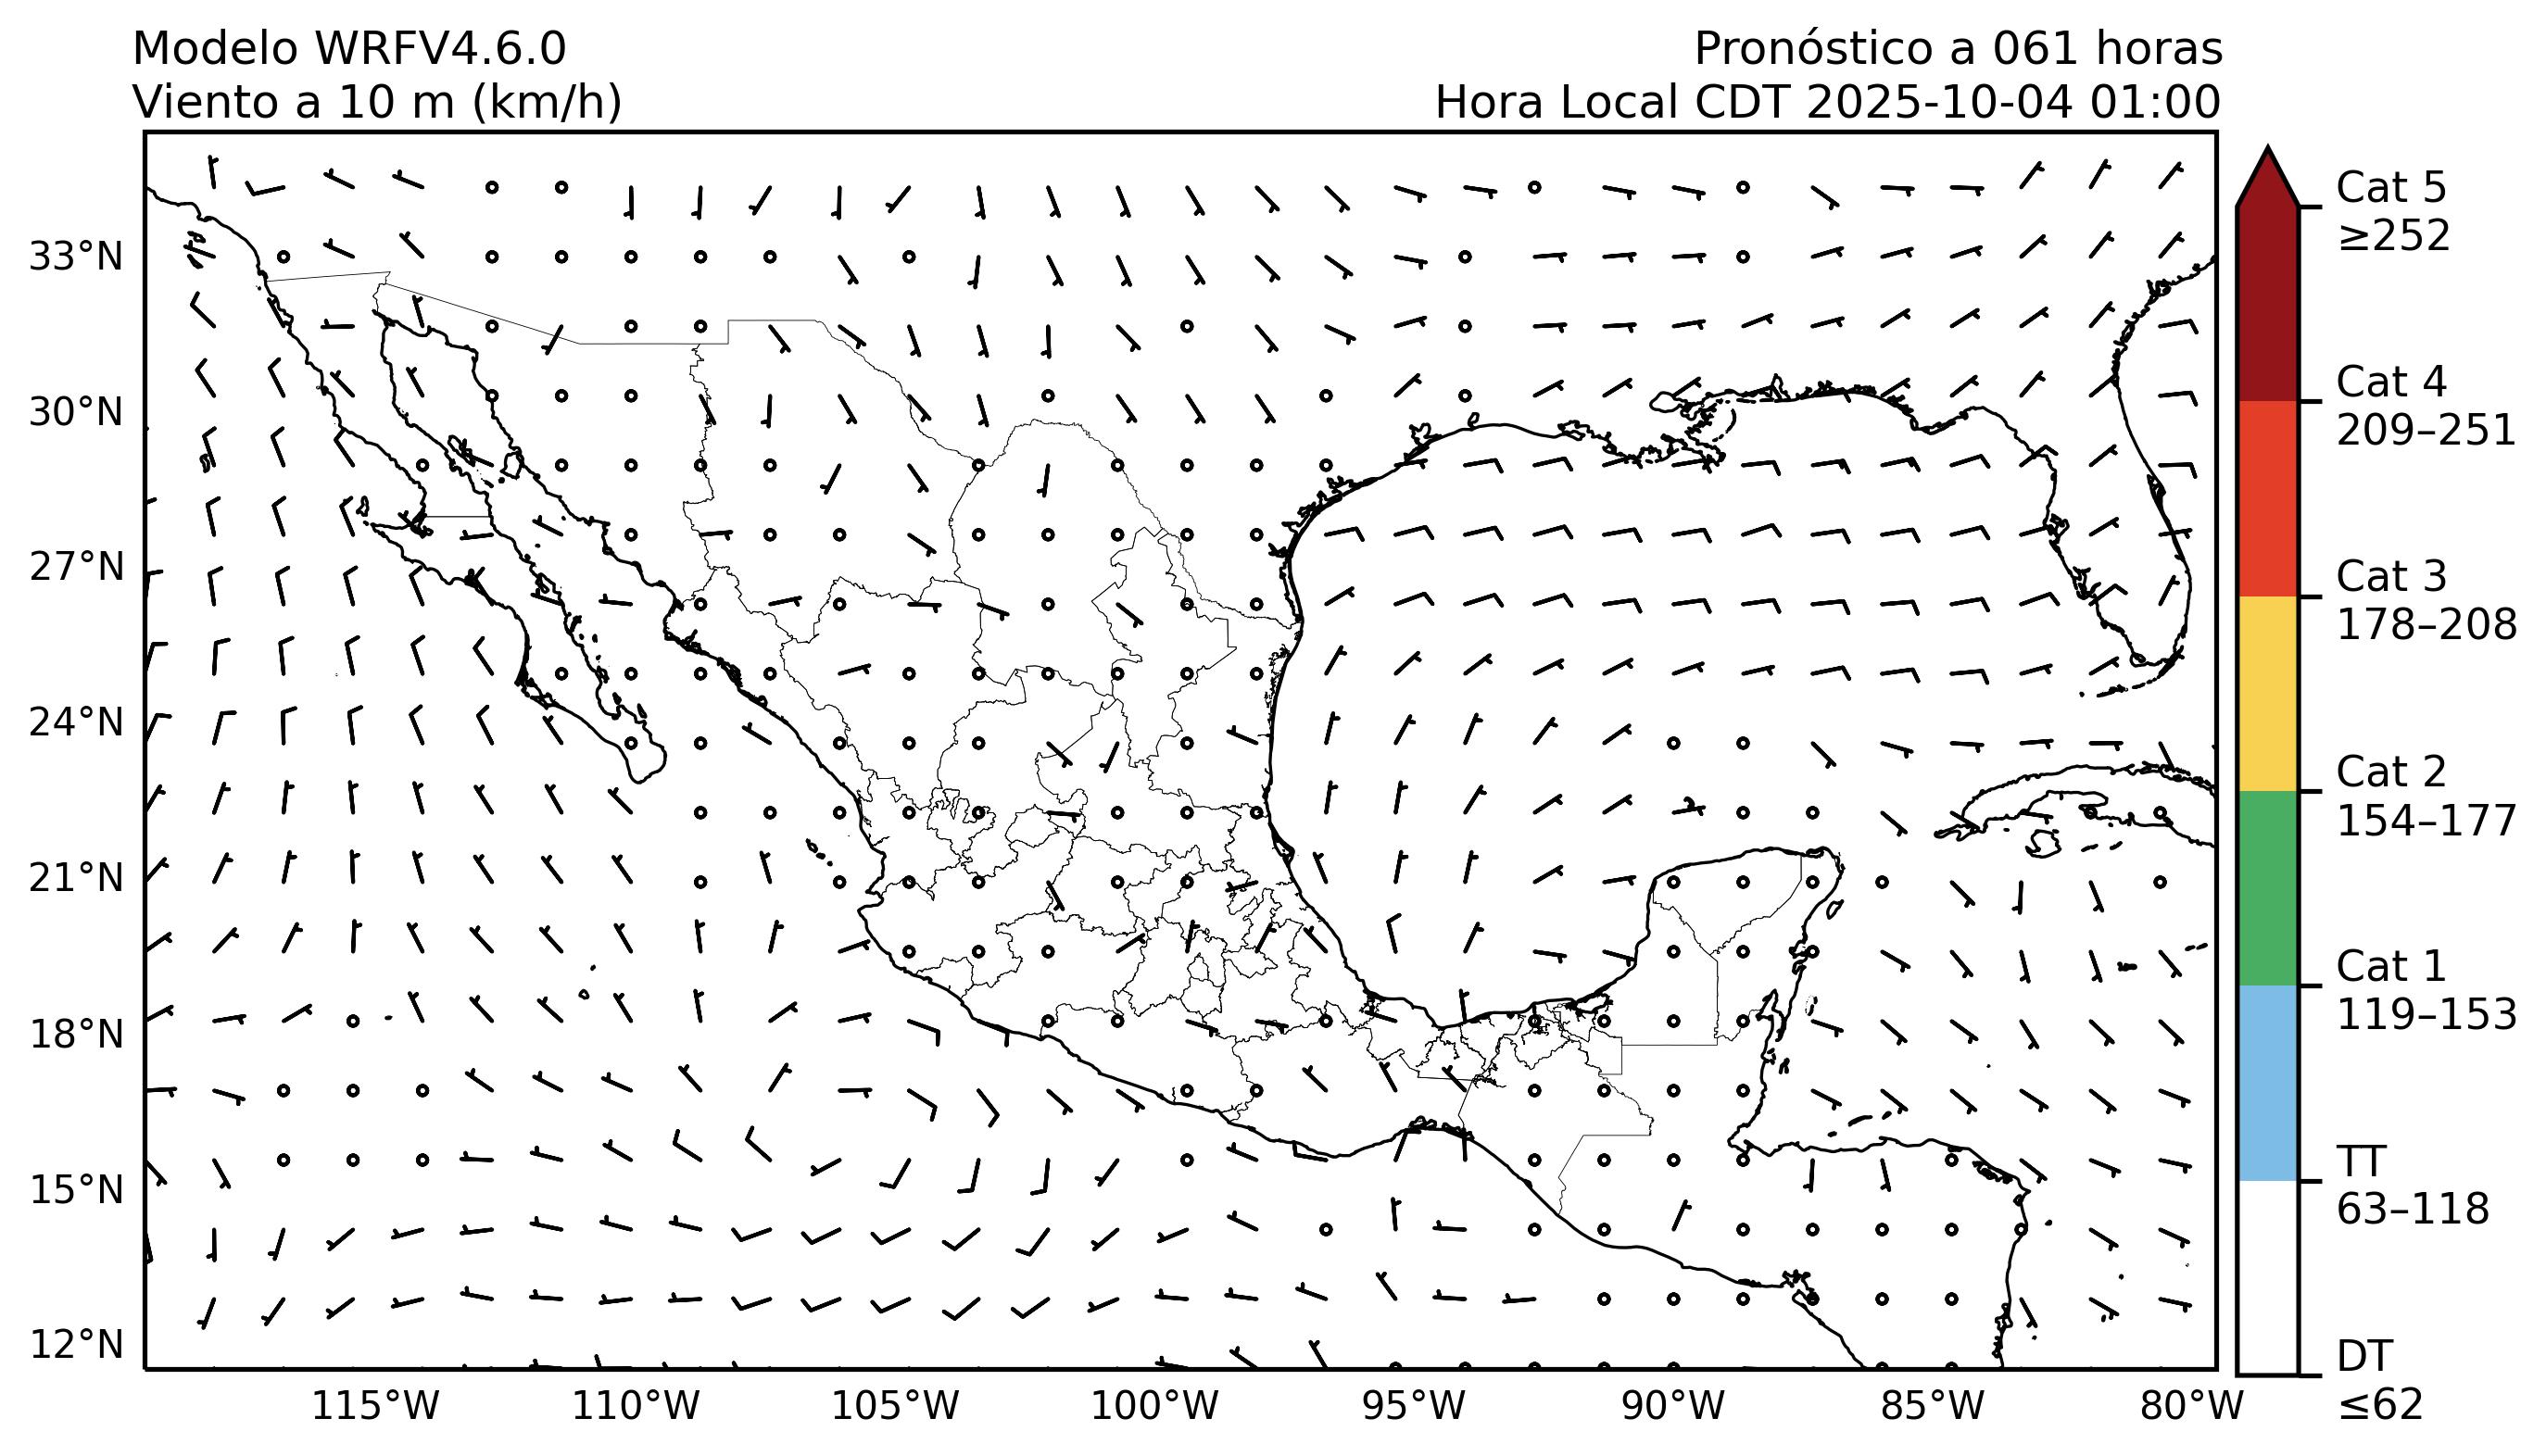 Modelo WRFV4.6.0
Viento a 10 m (km/h)
Pronóstico a 061 horas
Hora Local CDT 2025-10-04 01:00
33°N
30°N
27°N
24°N
21°N
18°N
15°N
12°N
115°W
110°W
105°W
100°W
95°W
90°W
85°W
80°W
Cat 5
≥252
Cat 4
209–251
Cat 3
178–208
Cat 2
154–177
Cat 1
119–153
TT
63–118
DT
≤62